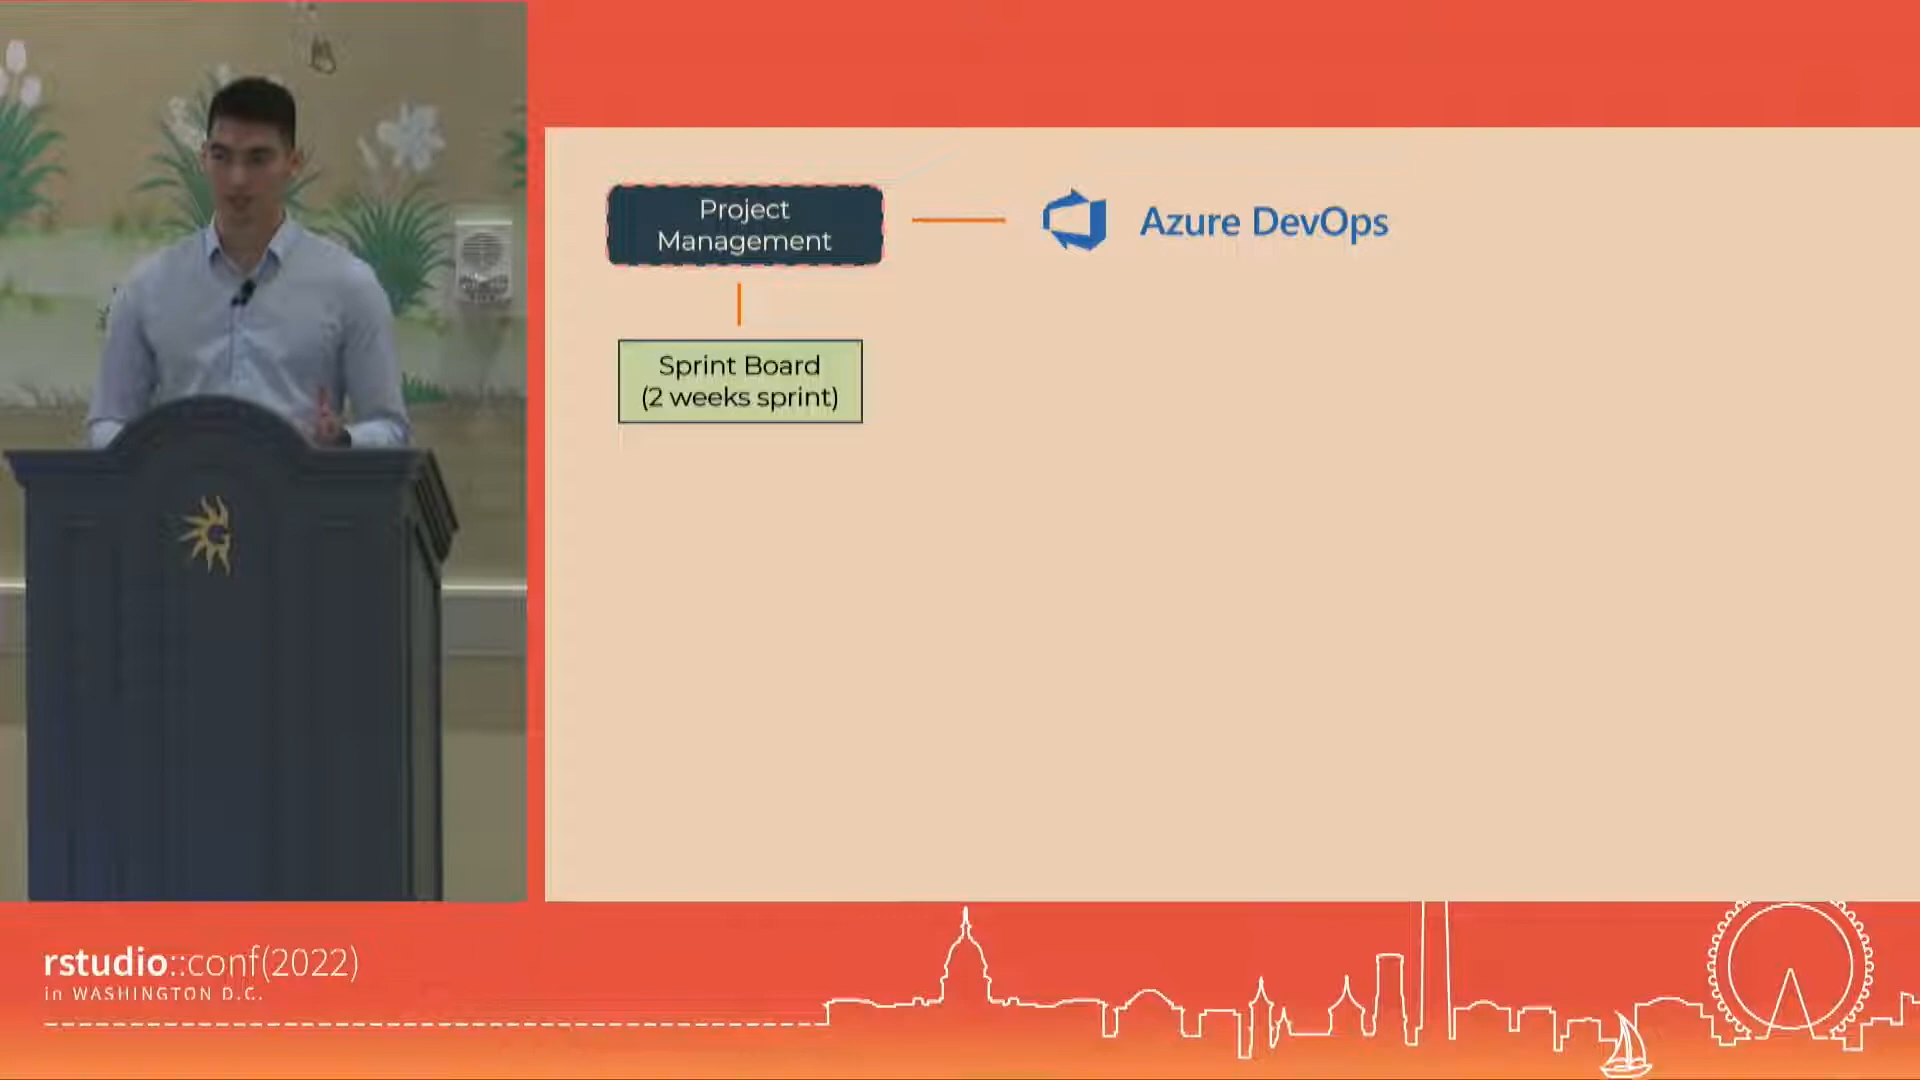 Project
Management
Azure DevOps
Sprint Board
(2 weeks sprint)
rstudio::conf(2022)
in WASHINGTON D.C.